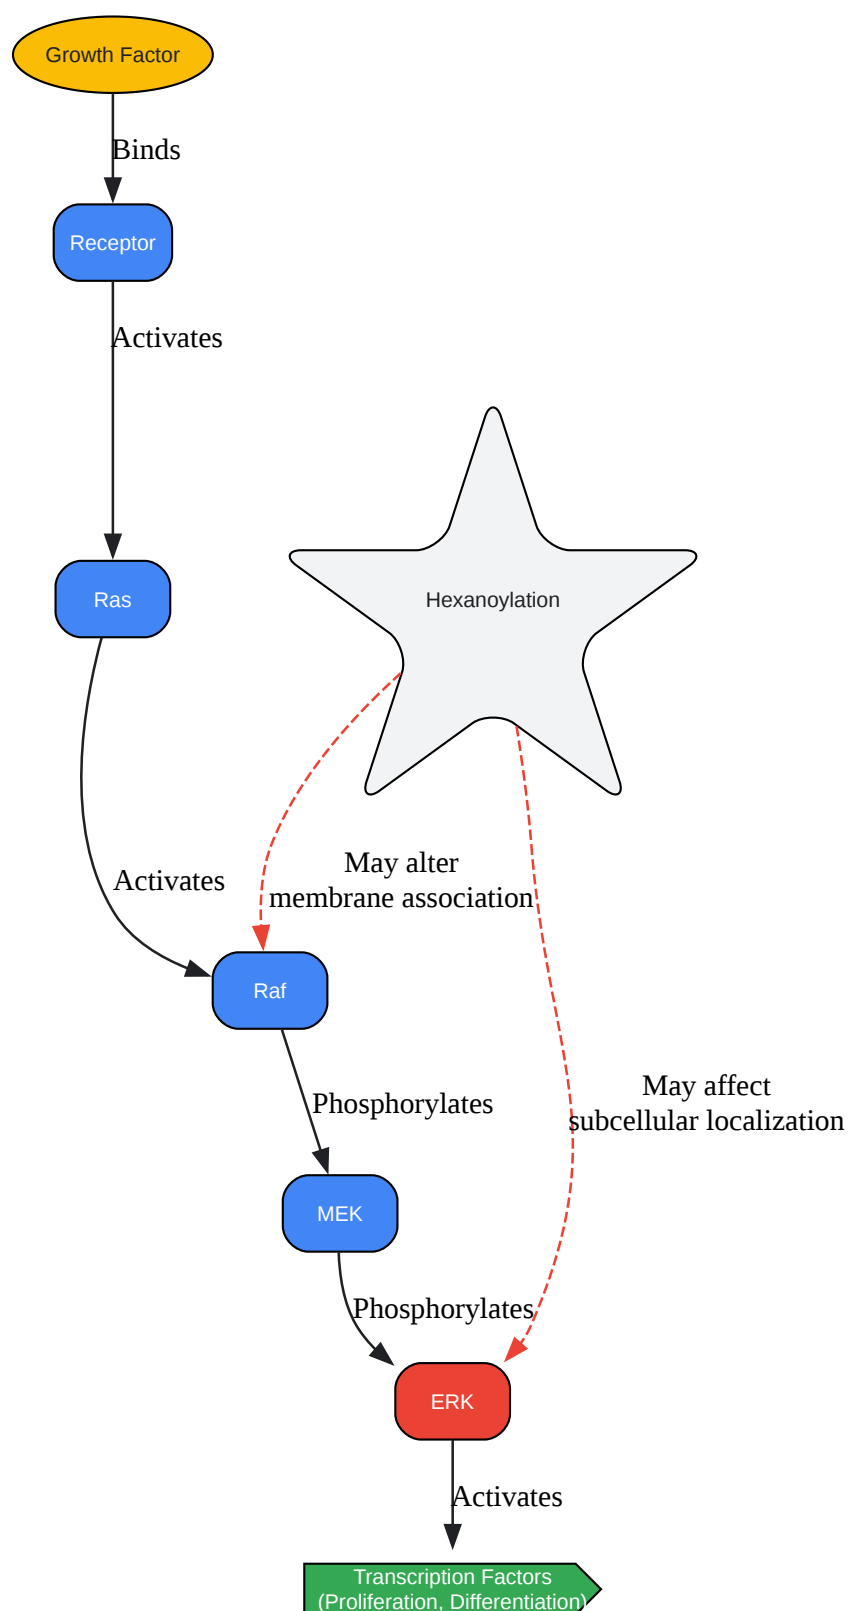 Growth Factor
Binds
Receptor
Activates
Ras
Hexanoylation
May alter
membrane association
Activates
Raf
May affect
subcellular localization
Phosphorylates
MEK
Phosphorylates
ERK
Activates
Transcription Factors
(Proliferation, Differentiation)